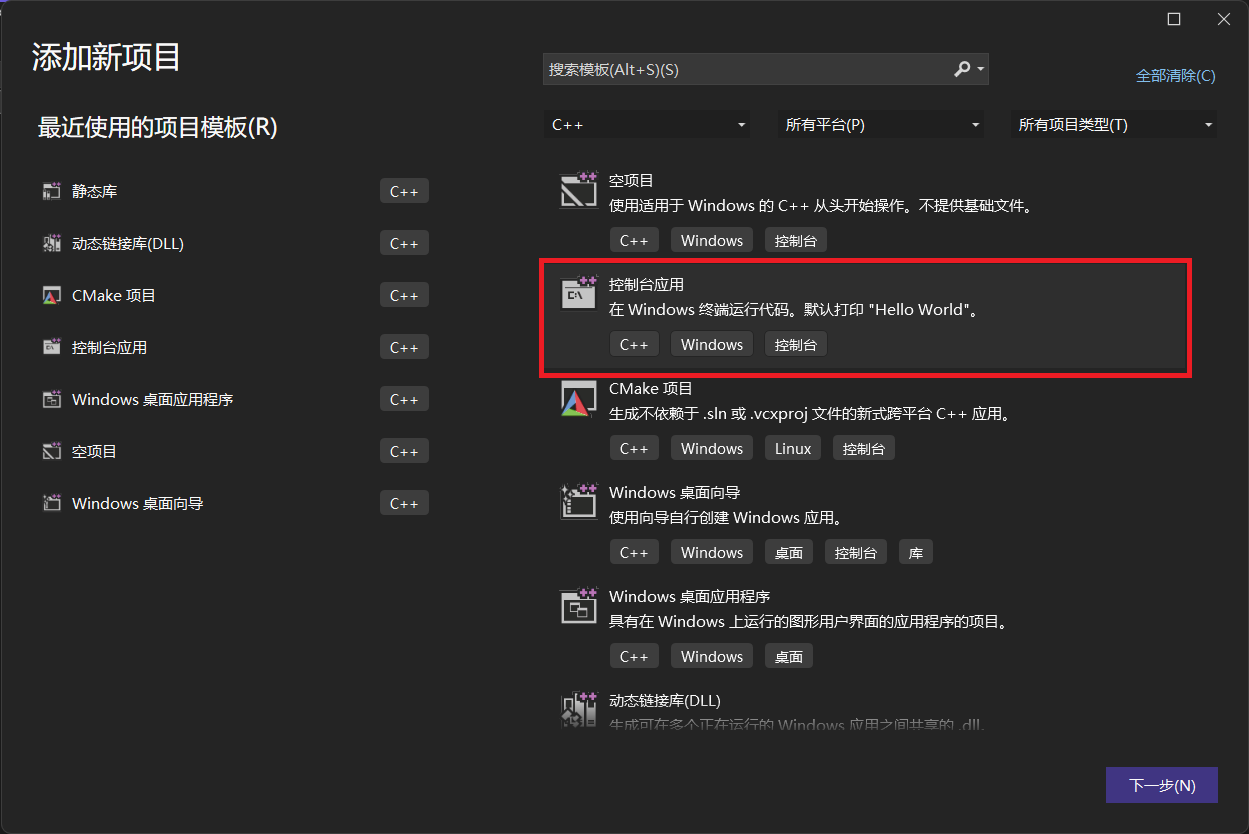 添加新项目
搜索模板(Alt+S)(S)
全部清除(C)
最近使用的项目模板(R)
C++
所有平台(P)
所有项目类型(T)
静态库
C++
动态链接库(DLL)
C++
CMake 项目
C++
控制台应用
C++
Windows 桌面应用程序
C++
空项目
C++
Windows 桌面向导
C++
空项目
使用适用于 Windows 的 C++ 从头开始操作。不提供基础文件。
C++ Windows 控制台
控制台应用
在 Windows 终端运行代码。默认打印 "Hello World"。
C++ Windows 控制台
CMake 项目
生成不依赖于 .sln 或 .vcxproj 文件的新式跨平台 C++ 应用。
C++ Windows Linux 控制台
Windows 桌面向导
使用向导自行创建 Windows 应用。
C++ Windows 桌面 控制台 库
Windows 桌面应用程序
具有在 Windows 上运行的图形用户界面的应用程序的项目。
C++ Windows 桌面
动态链接库(DLL)
生成可在多个正在运行的 Windows 应用之间共享的 .dll。
下一步(N)